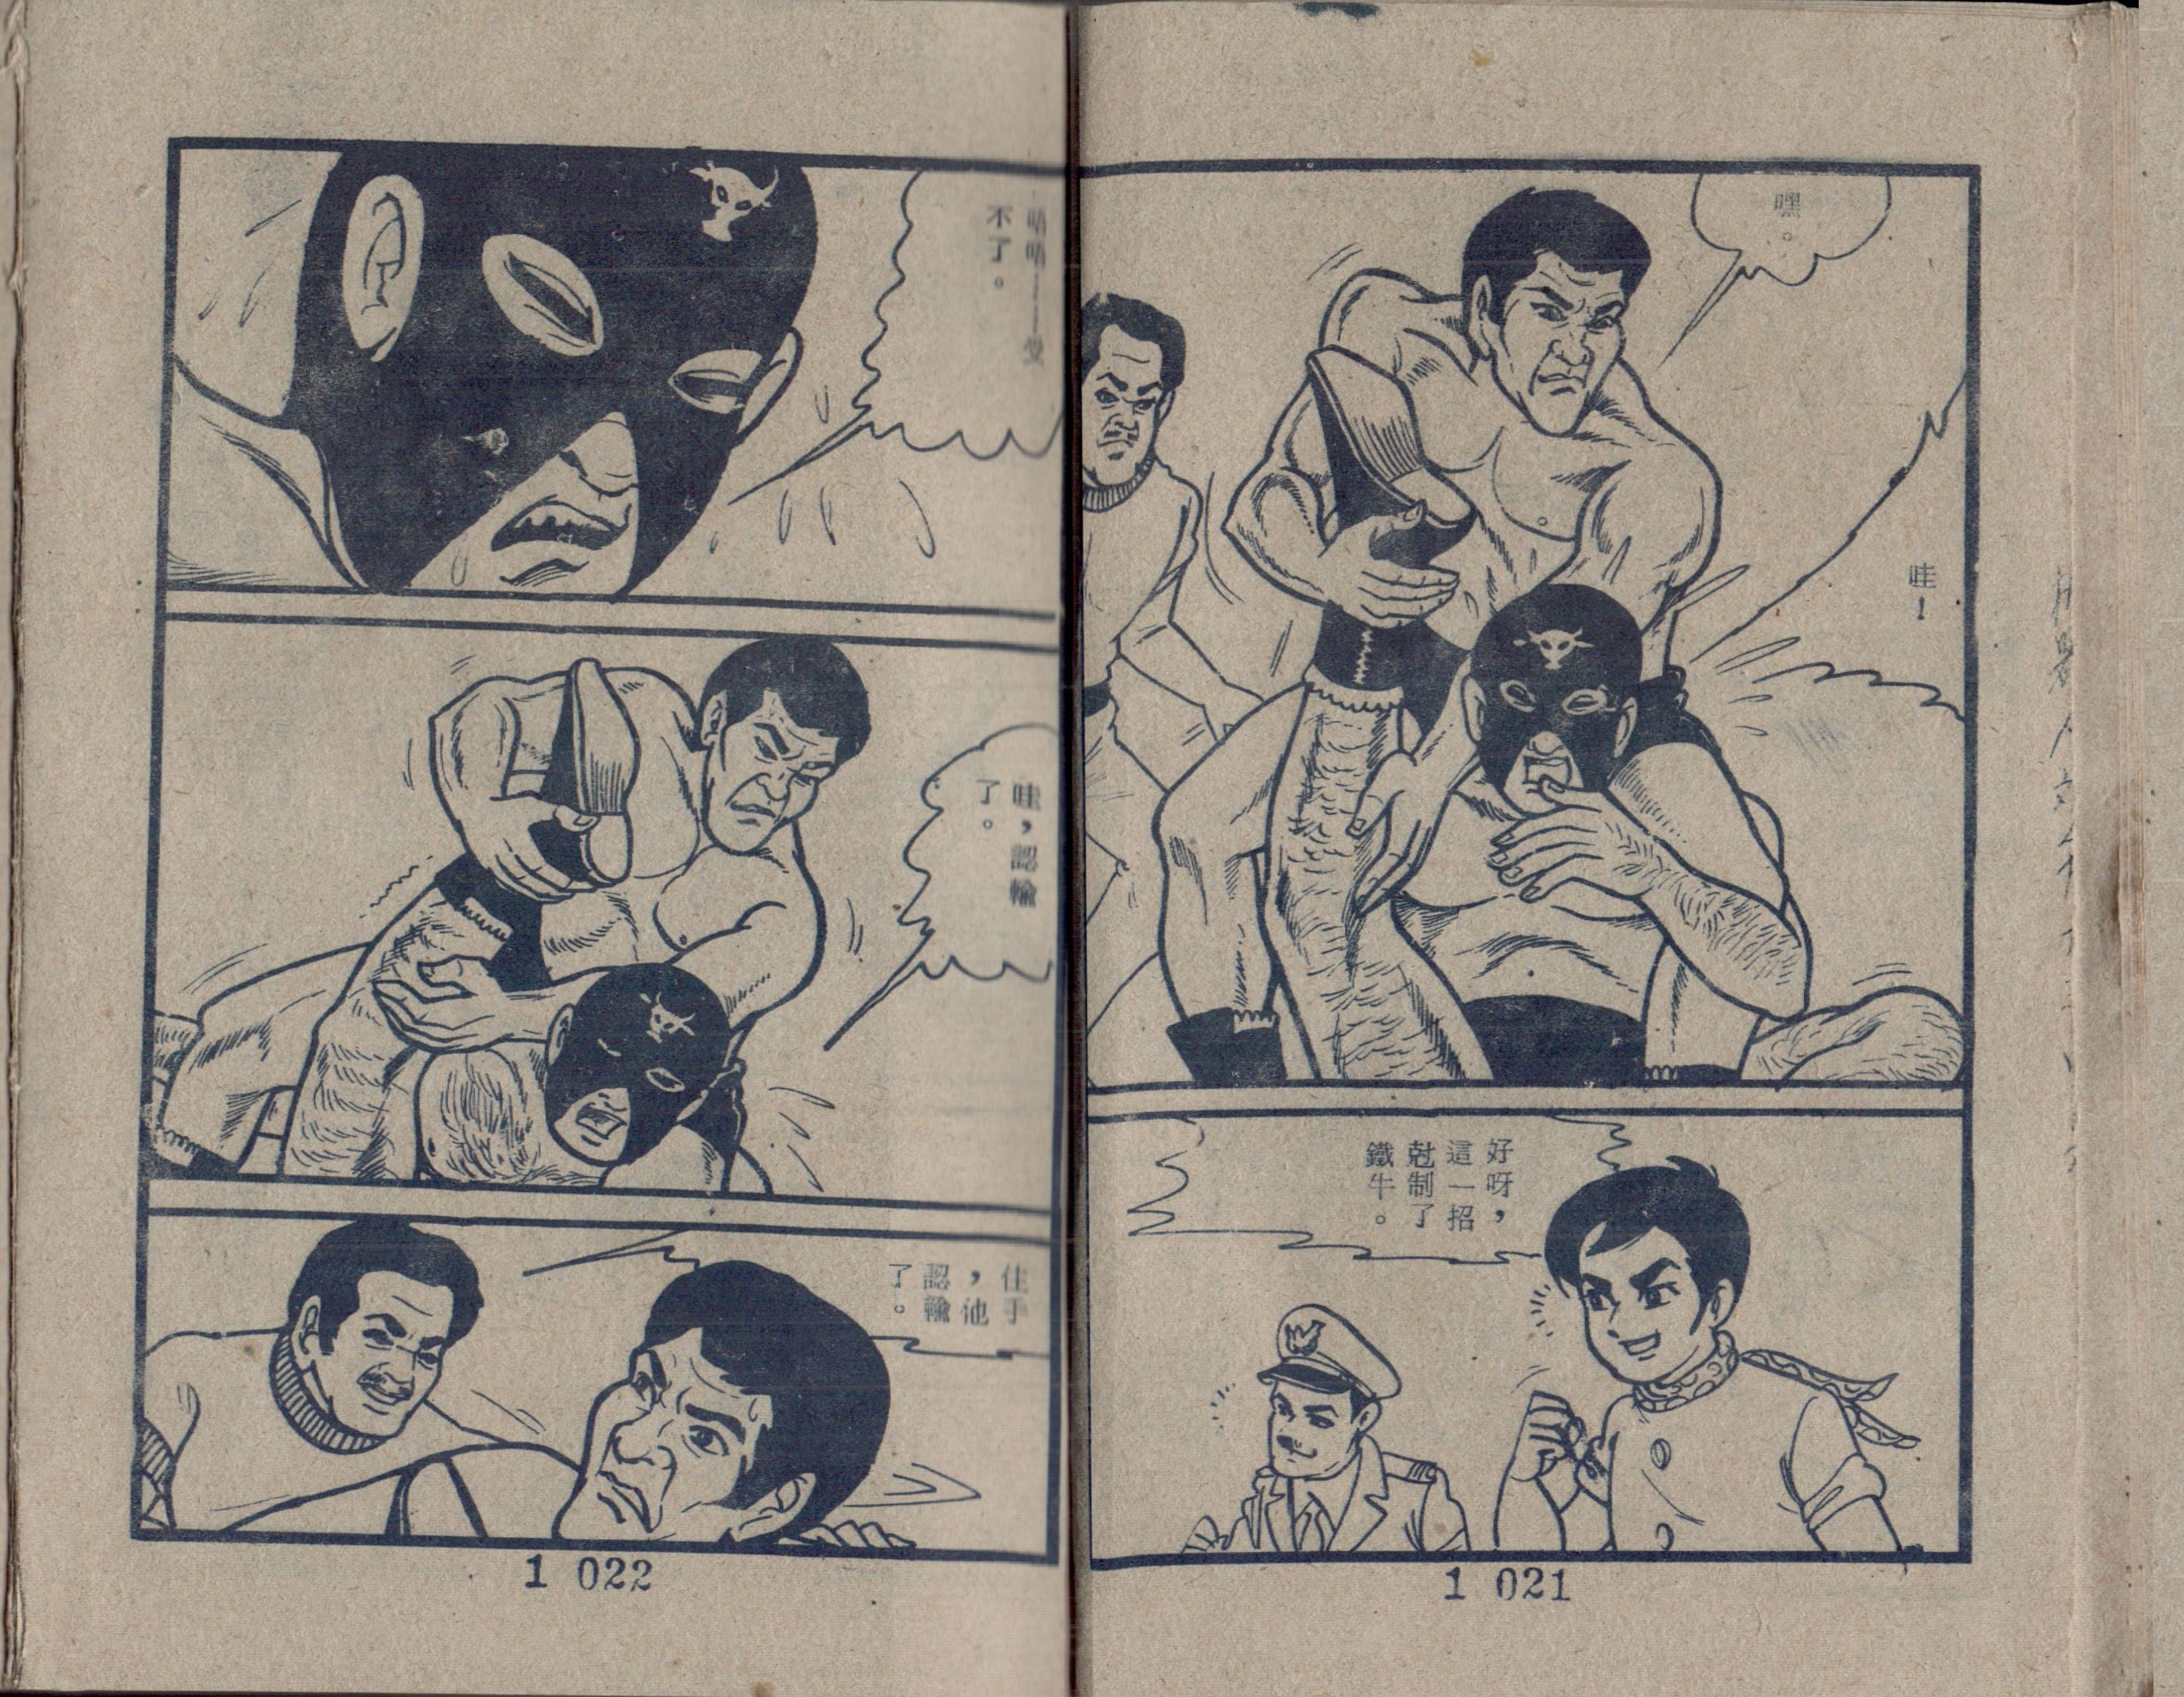 嘿。
哇！
好呀，
這一招
尅制了
鐵牛。
1 021
唔唔——受
不了。
哇，認輸
了。
住手
，他
認輸
了。
1 022